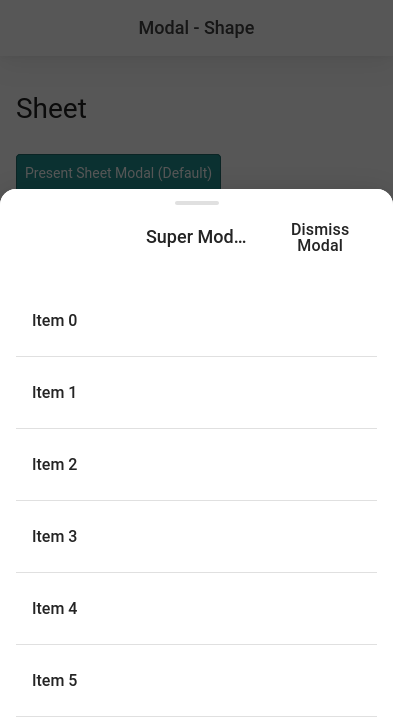 Modal - Shape
Sheet
Present Sheet Modal (Default)
Super Mod…
Dismiss
Modal
Item 0
Item 1
Item 2
Item 3
Item 4
Item 5